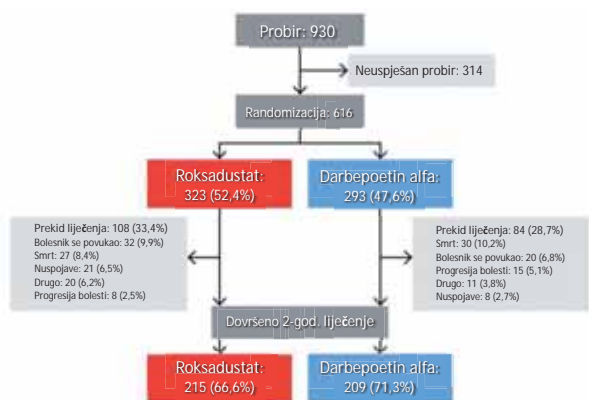 Probir: 930
Neuspješan probir: 314
Randomizacija: 616
Roksadustat:
323 (52,4%)
Darbepoetin alfa:
293 (47,6%)
Prekid liječenja: 108 (33,4%)
Bolesnik se povukao: 32 (9,9%)
Smrt: 27 (8,4%)
Nuspojave: 21 (6,5%)
Drugo: 20 (6,2%)
Progresija bolesti: 8 (2,5%)
Prekid liječenja: 84 (28,7%)
Smrt: 30 (10,2%)
Bolesnik se povukao: 20 (6,8%)
Progresija bolesti: 15 (5,1%)
Drugo: 11 (3,8%)
Nuspojave: 8 (2,7%)
Dovršeno 2-god. liječenje
Roksadustat:
215 (66,6%)
Darbepoetin alfa:
209 (71,3%)